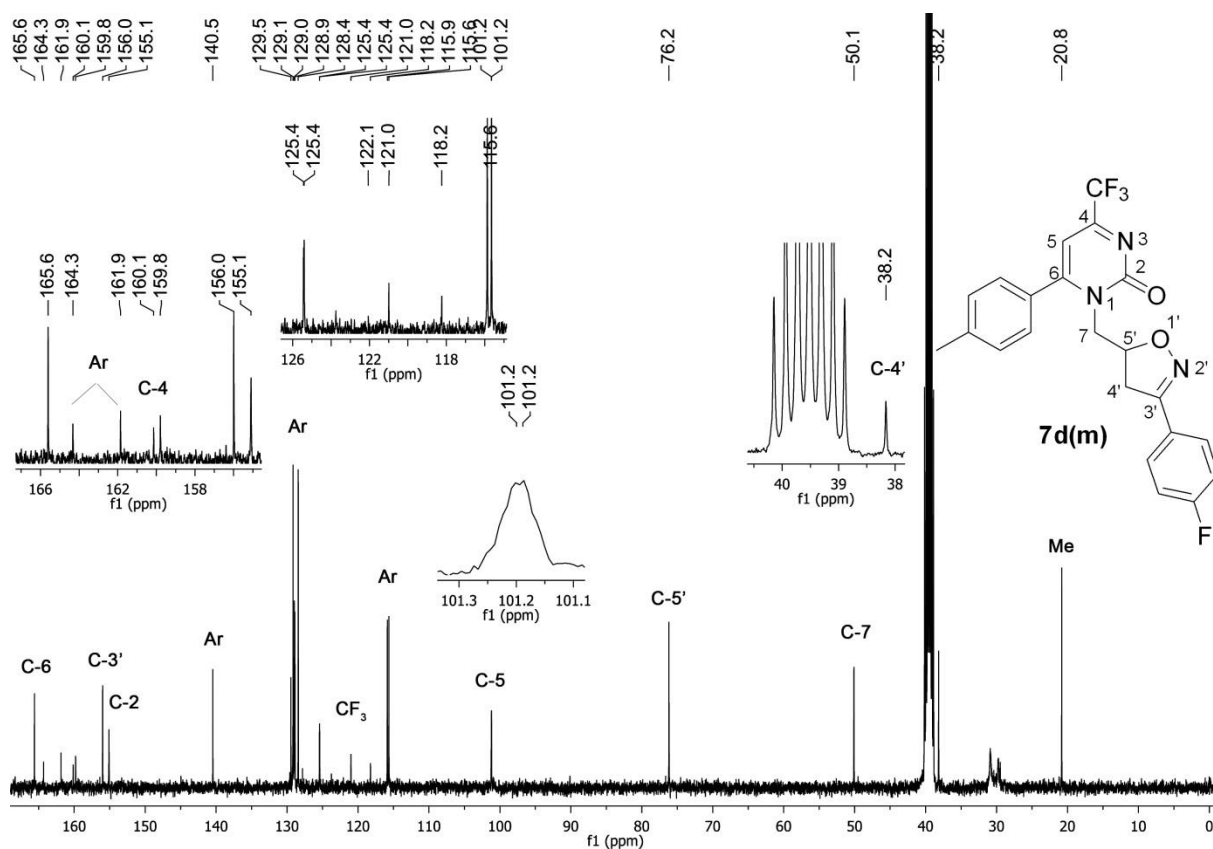 165.6
164.3
161.9
160.1
159.8
156.0
155.1
140.5
129.5
129.1
129.0
128.9
128.4
125.4
125.4
121.0
118.2
115.9
115.6
101.2
101.2
76.2
50.1
38.2
20.8
125.4
125.4
122.1
121.0
118.2
115.6
126 122 118
f1 (ppm)
165.6
164.3
161.9
160.1
159.8
156.0
155.1
Ar
C-4
166 162 158
f1 (ppm)
101.2
101.2
101.3 101.2 101.1
f1 (ppm)
38.2
C-4'
40 39 38
f1 (ppm)
CF3
4
5
N 3
6
2
N
1
O
7
5'
O 1'
N 2'
4'
3'
7d(m)
F
C-6
C-3'
C-2
Ar
Ar
CF3
Ar
C-5
C-5'
C-7
Me
160 150 140 130 120 110 100 90 80 70 60 50 40 30 20 10 0
f1 (ppm)